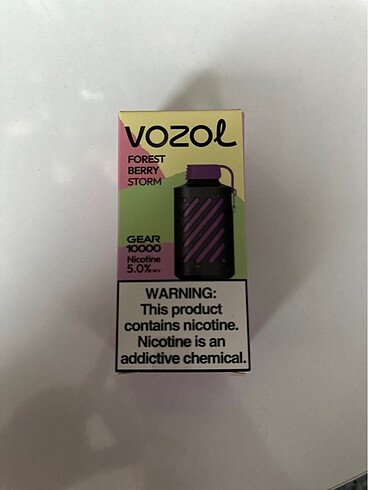 VOZOL
FOREST
BERRY
STORM
GEAR
10000
Nicotine
5.0%
WARNING:
This product
contains nicotine.
Nicotine is an
addictive chemical.